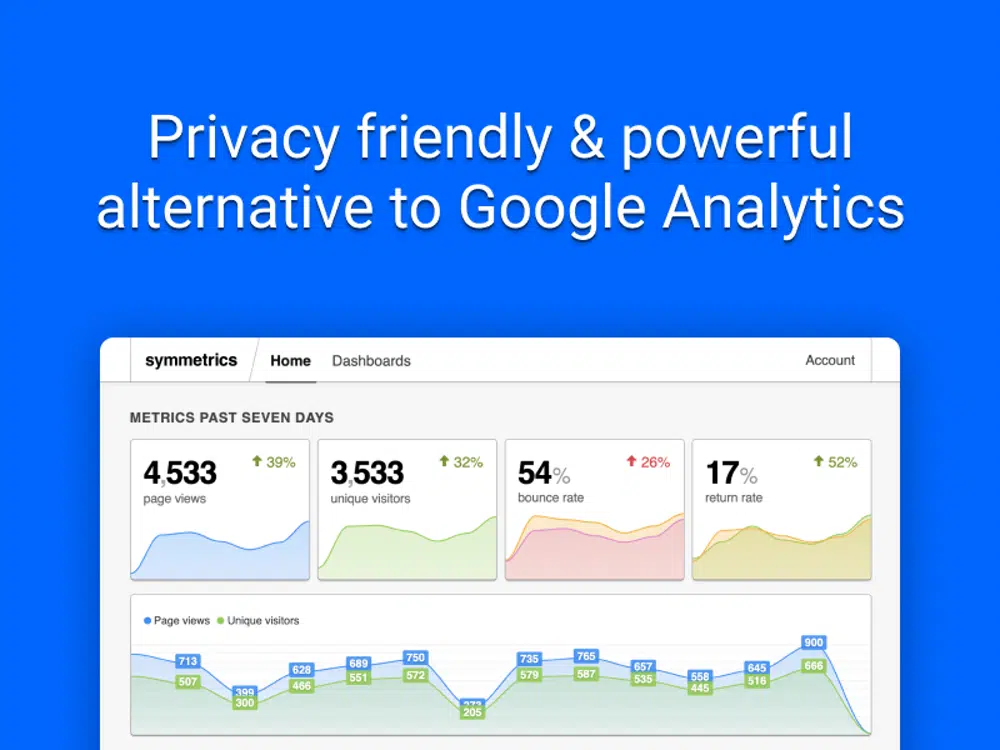 Privacy friendly & powerful
alternative to Google Analytics
symmetrics Home Dashboards Account
METRICS PAST SEVEN DAYS
4,533 39%
page views
3,533 32%
unique visitors
54% 26%
bounce rate
17% 52%
return rate
Page views Unique visitors
713 399 628 689 750 735 765 657 558 645 900
507 300 466 551 572 205 579 587 535 445 516 666